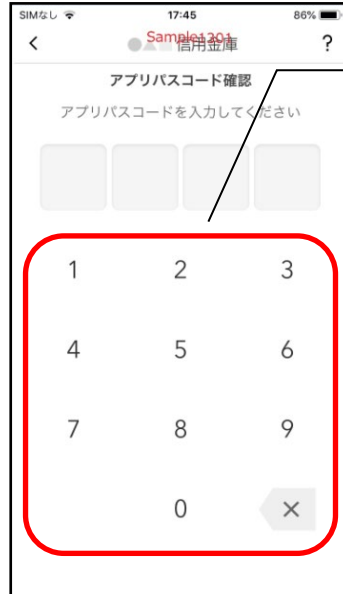 SIMなし 17:45 86%
Sample1201
●▲■信用金庫 ?
アプリパスコード確認
アプリパスコードを入力してください
1 2 3
4 5 6
7 8 9
0